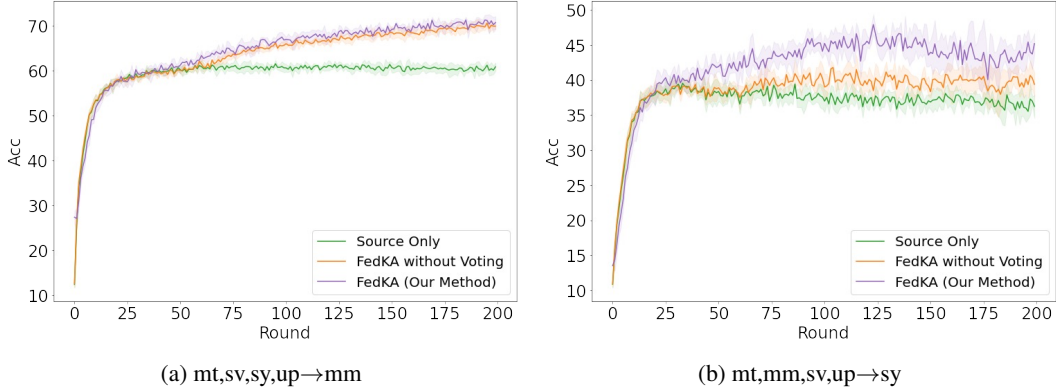 Acc
70
60
50
40
30
20
10
0 25 50 75 100 125 150 175 200
Round
Source Only
FedKA without Voting
FedKA (Our Method)
(a) mt,sv,sy,up→mm
Acc
50
45
40
35
30
25
20
15
10
0 25 50 75 100 125 150 175 200
Round
Source Only
FedKA without Voting
FedKA (Our Method)
(b) mt,mm,sv,up→sy